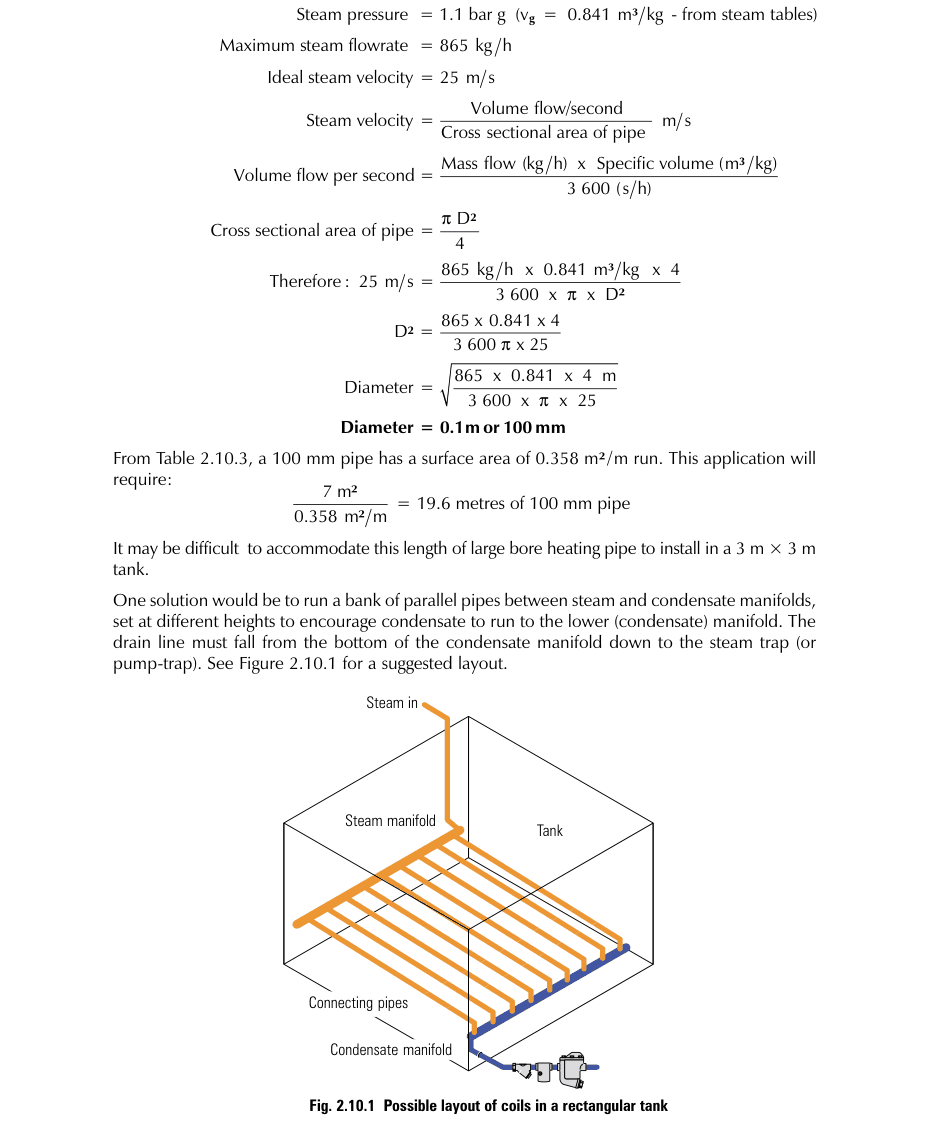 Steam pressure = 1.1 bar g (vg = 0.841 m³/kg - from steam tables)
Maximum steam flowrate = 865 kg/h
Ideal steam velocity = 25 m/s
Steam velocity = Volume flow/second / Cross sectional area of pipe m/s
Volume flow per second = Mass flow (kg/h) x Specific volume (m³/kg) / 3 600 (s/h)
Cross sectional area of pipe = π D² / 4
Therefore : 25 m/s = 865 kg/h x 0.841 m³/kg x 4 / 3 600 x π x D²
D² = 865 x 0.841 x 4 / 3 600 π x 25
Diameter = √ 865 x 0.841 x 4 m / 3 600 x π x 25
Diameter = 0.1m or 100 mm
From Table 2.10.3, a 100 mm pipe has a surface area of 0.358 m²/m run. This application will
require:
7 m² / 0.358 m²/m = 19.6 metres of 100 mm pipe
It may be difficult to accommodate this length of large bore heating pipe to install in a 3 m × 3 m
tank.
One solution would be to run a bank of parallel pipes between steam and condensate manifolds,
set at different heights to encourage condensate to run to the lower (condensate) manifold. The
drain line must fall from the bottom of the condensate manifold down to the steam trap (or
pump-trap). See Figure 2.10.1 for a suggested layout.
Steam in
Steam manifold
Tank
Connecting pipes
Condensate manifold
Fig. 2.10.1 Possible layout of coils in a rectangular tank